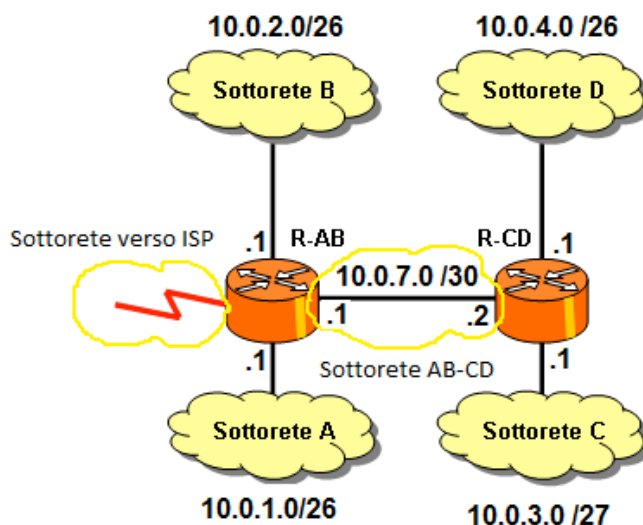 10.0.2.0/26
10.0.4.0 /26
Sottorete B
Sottorete D
Sottorete verso ISP
.1
R-AB
R-CD
.1
10.0.7.0 /30
.1
.2
.1
Sottorete AB-CD
.1
Sottorete A
Sottorete C
10.0.1.0/26
10.0.3.0 /27